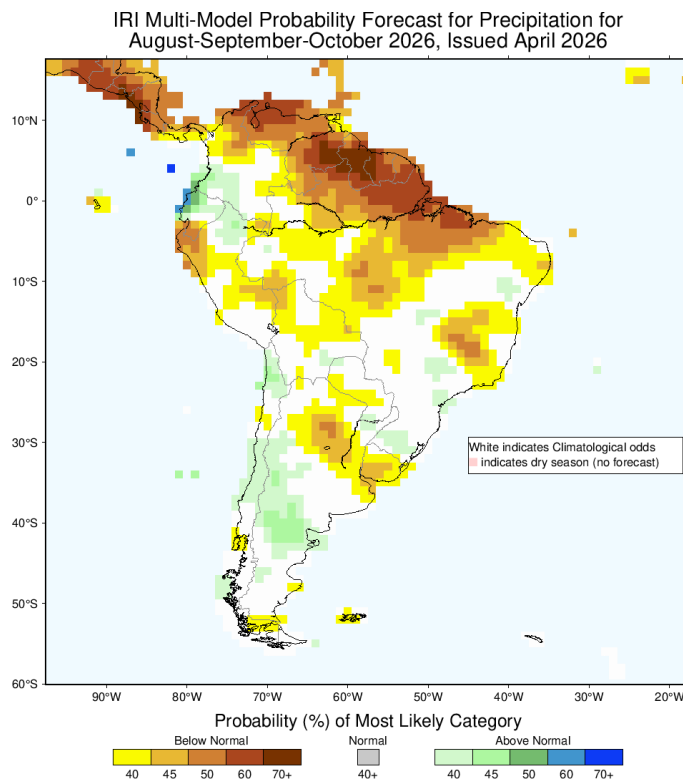 IRI Multi-Model Probability Forecast for Precipitation for
August-September-October 2026, Issued April 2026
10°N
0°
10°S
20°S
30°S
White indicates Climatological odds
indicates dry season (no forecast)
40°S
50°S
60°S
90°W 80°W 70°W 60°W 50°W 40°W 30°W 20°W
Probability (%) of Most Likely Category
Below Normal Normal Above Normal
40 45 50 60 70+ 40+ 40 45 50 60 70+